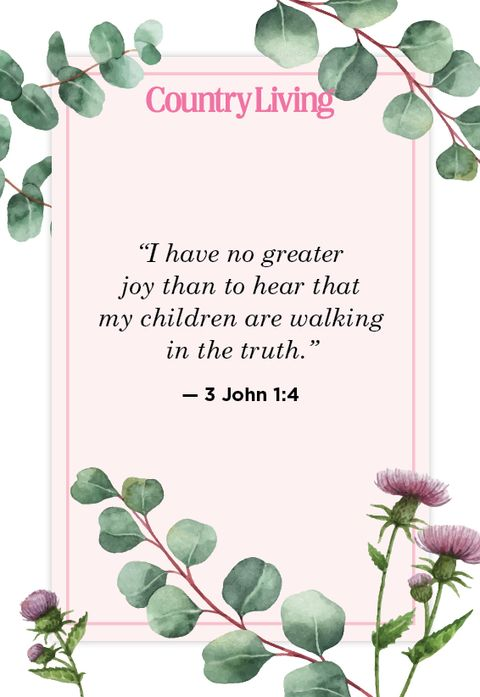 Country Living
“I have no greater
joy than to hear that
my children are walking
in the truth.”
— 3 John 1:4